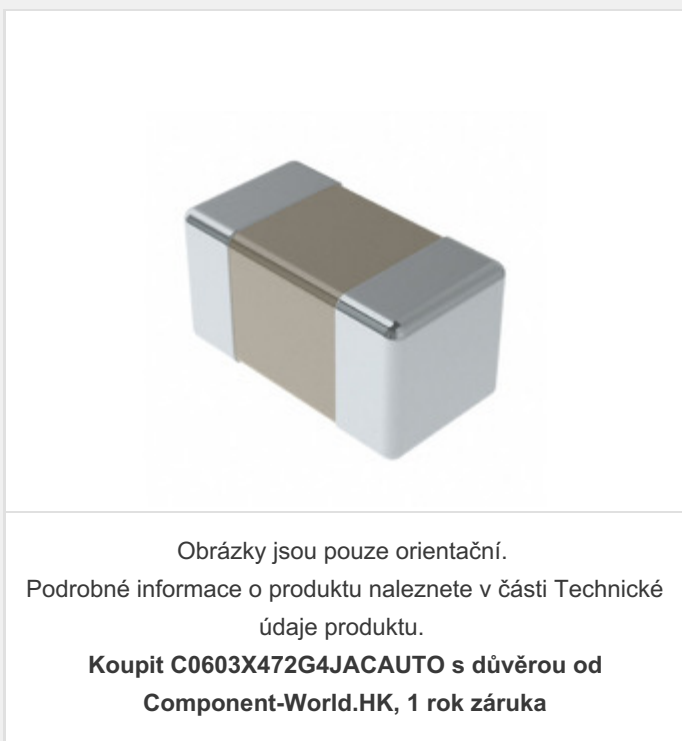 Obrázky jsou pouze orientační.
Podrobné informace o produktu naleznete v části Technické
údaje produktu.
Koupit C0603X472G4JACAUTO s důvěrou od
Component-World.HK, 1 rok záruka